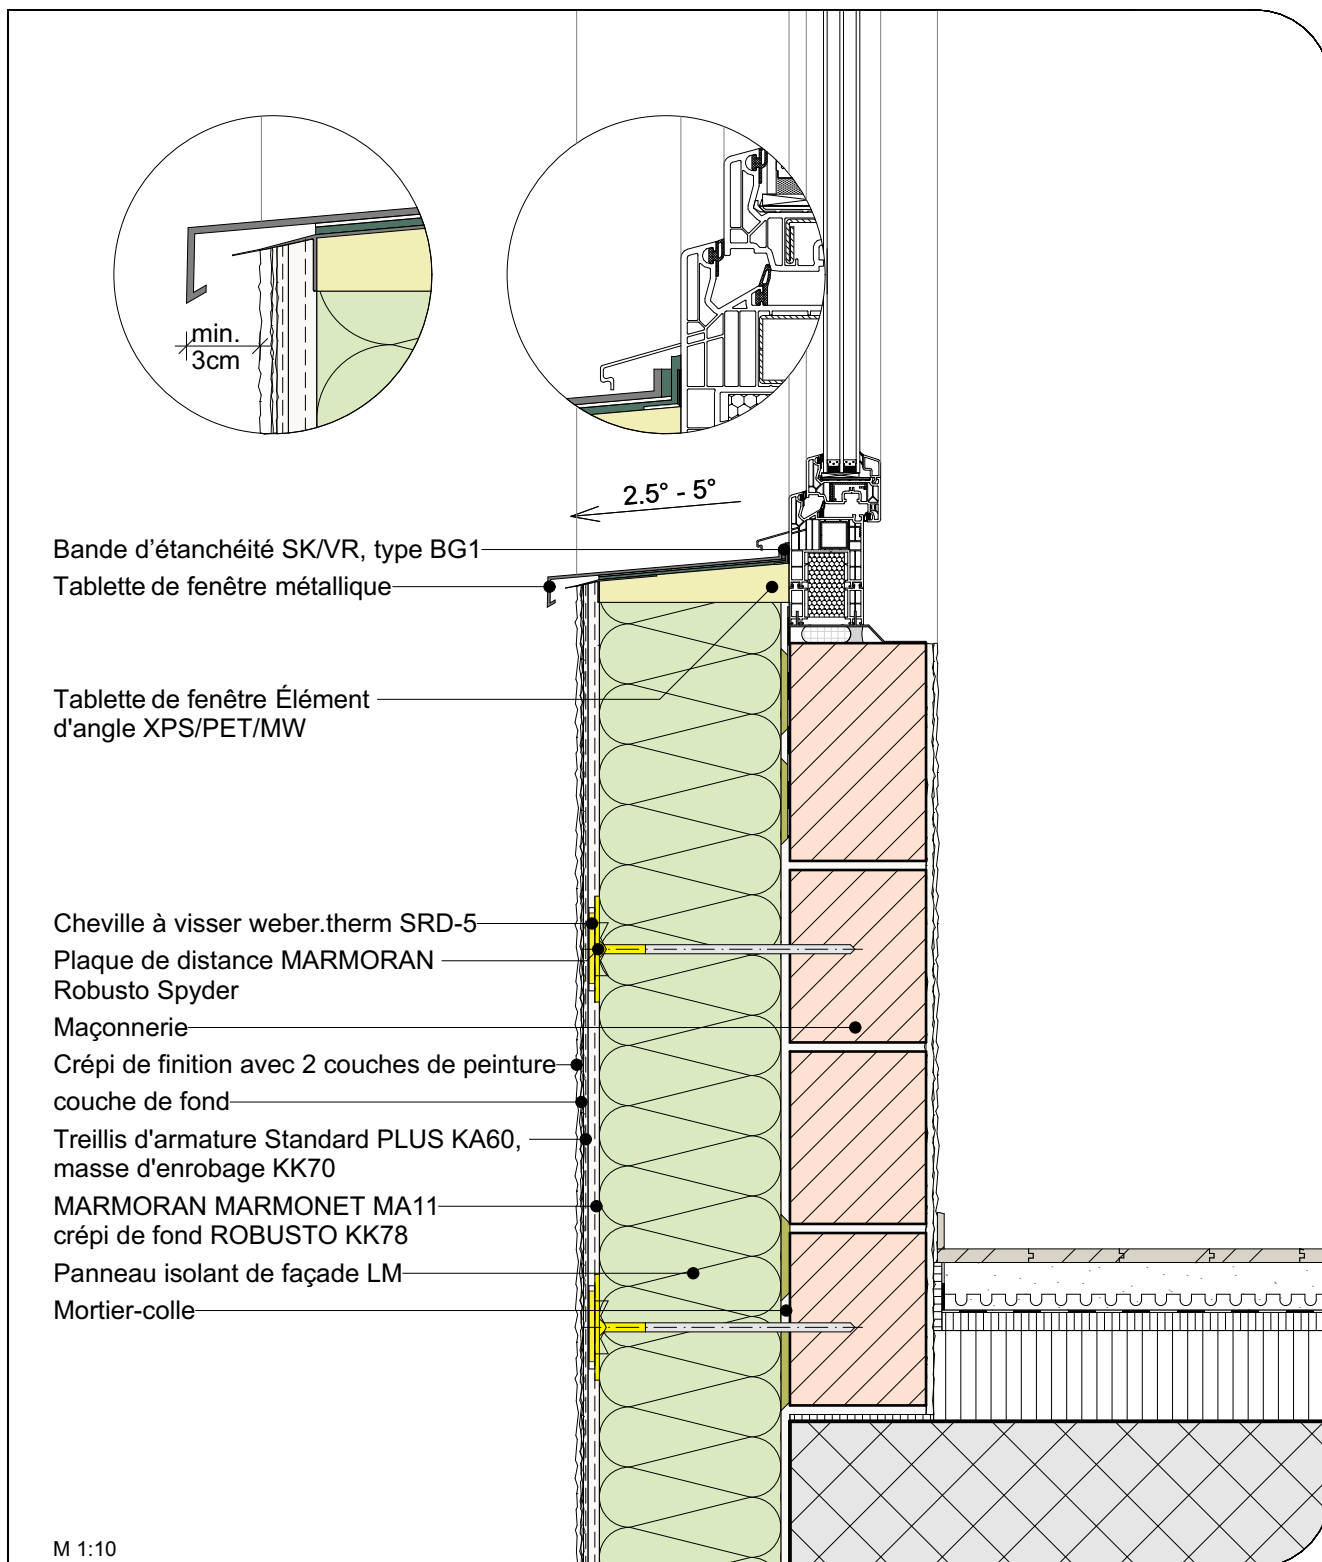 min.
3cm
2.5° - 5°
Bande d'étanchéité SK/VR, type BG1
Tablette de fenêtre métallique
Tablette de fenêtre Élément
d'angle XPS/PET/MW
Cheville à visser weber.therm SRD-5
Plaque de distance MARMORAN
Robusto Spyder
Maçonnerie
Crépi de finition avec 2 couches de peinture
couche de fond
Treillis d'armature Standard PLUS KA60,
masse d'enrobage KK70
MARMORAN MARMONET MA11
crépi de fond ROBUSTO KK78
Panneau isolant de façade LM
Mortier-colle
M 1:10